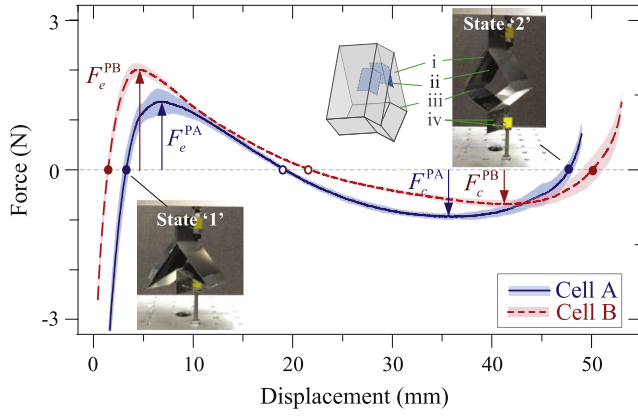 3
State '2'
i
ii
iii
iv
F_e^PB
F_e^PA
Force (N)
0
F_c^PA
F_c^PB
State '1'
Cell A
Cell B
-3
0
10
20
30
40
50
Displacement (mm)